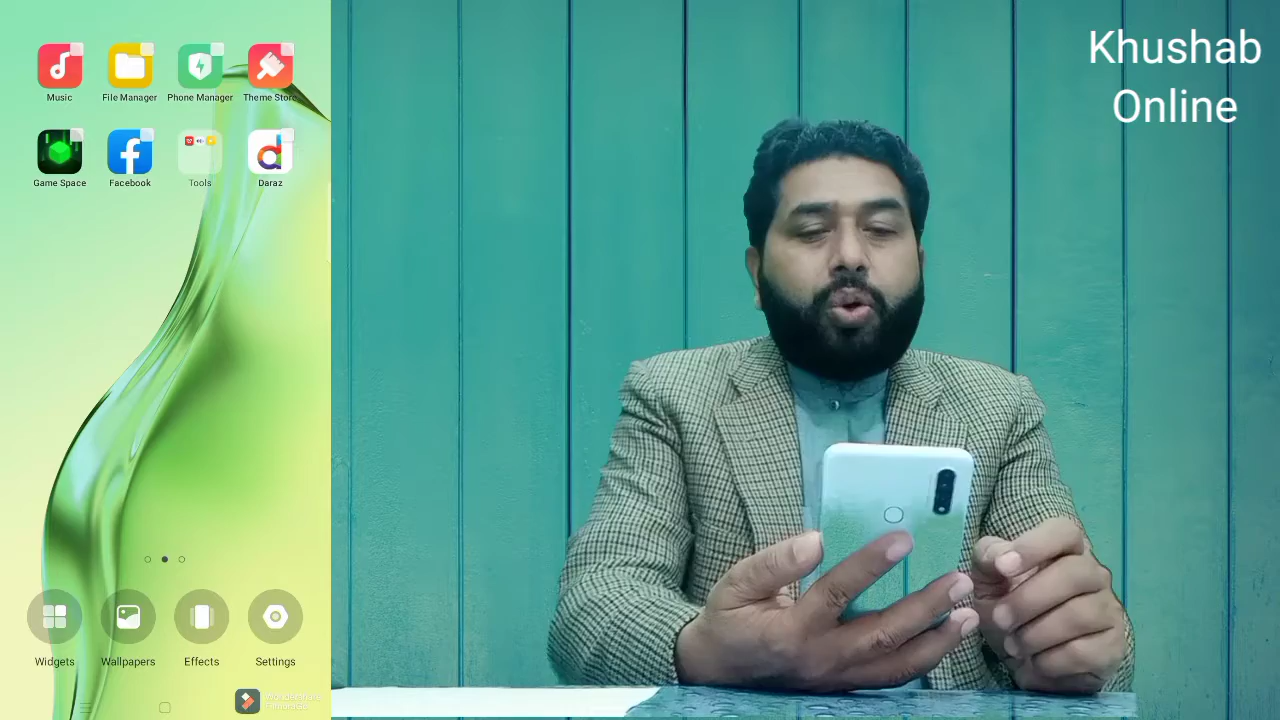 Khushab
Online
Music
File Manager
Phone Manager
Theme Store
Game Space
Facebook
Tools
Daraz
Widgets
Wallpapers
Effects
Settings